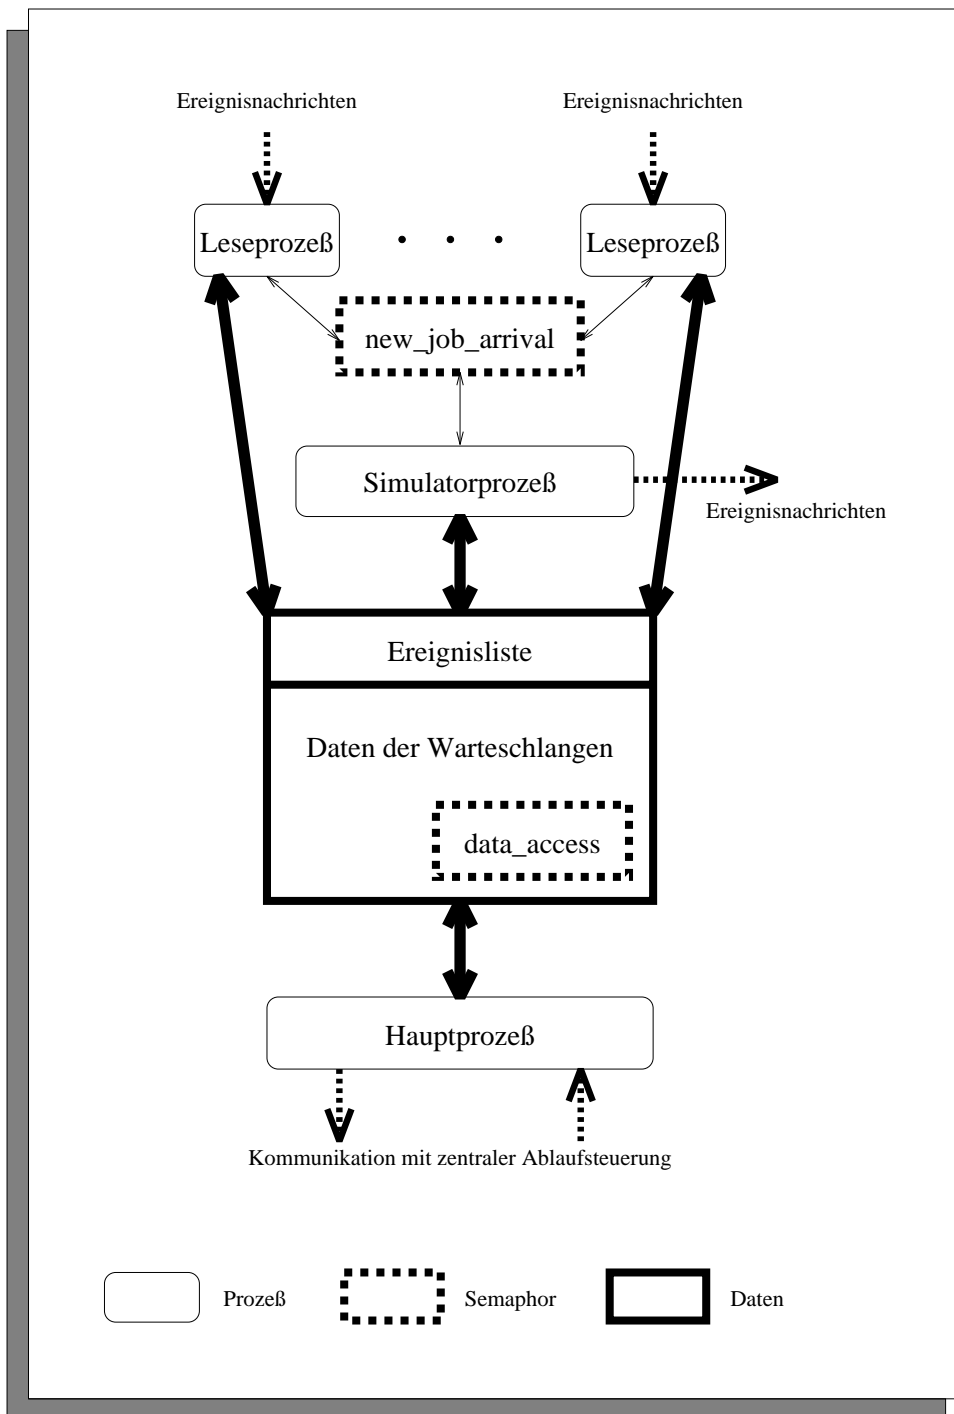 Ereignisnachrichten
Ereignisnachrichten
Leseprozeß
. . .
Leseprozeß
new_job_arrival
Simulatorprozeß
Ereignisnachrichten
Ereignisliste
Daten der Warteschlangen
data_access
Hauptprozeß
Kommunikation mit zentraler Ablaufsteuerung
Prozeß
Semaphor
Daten